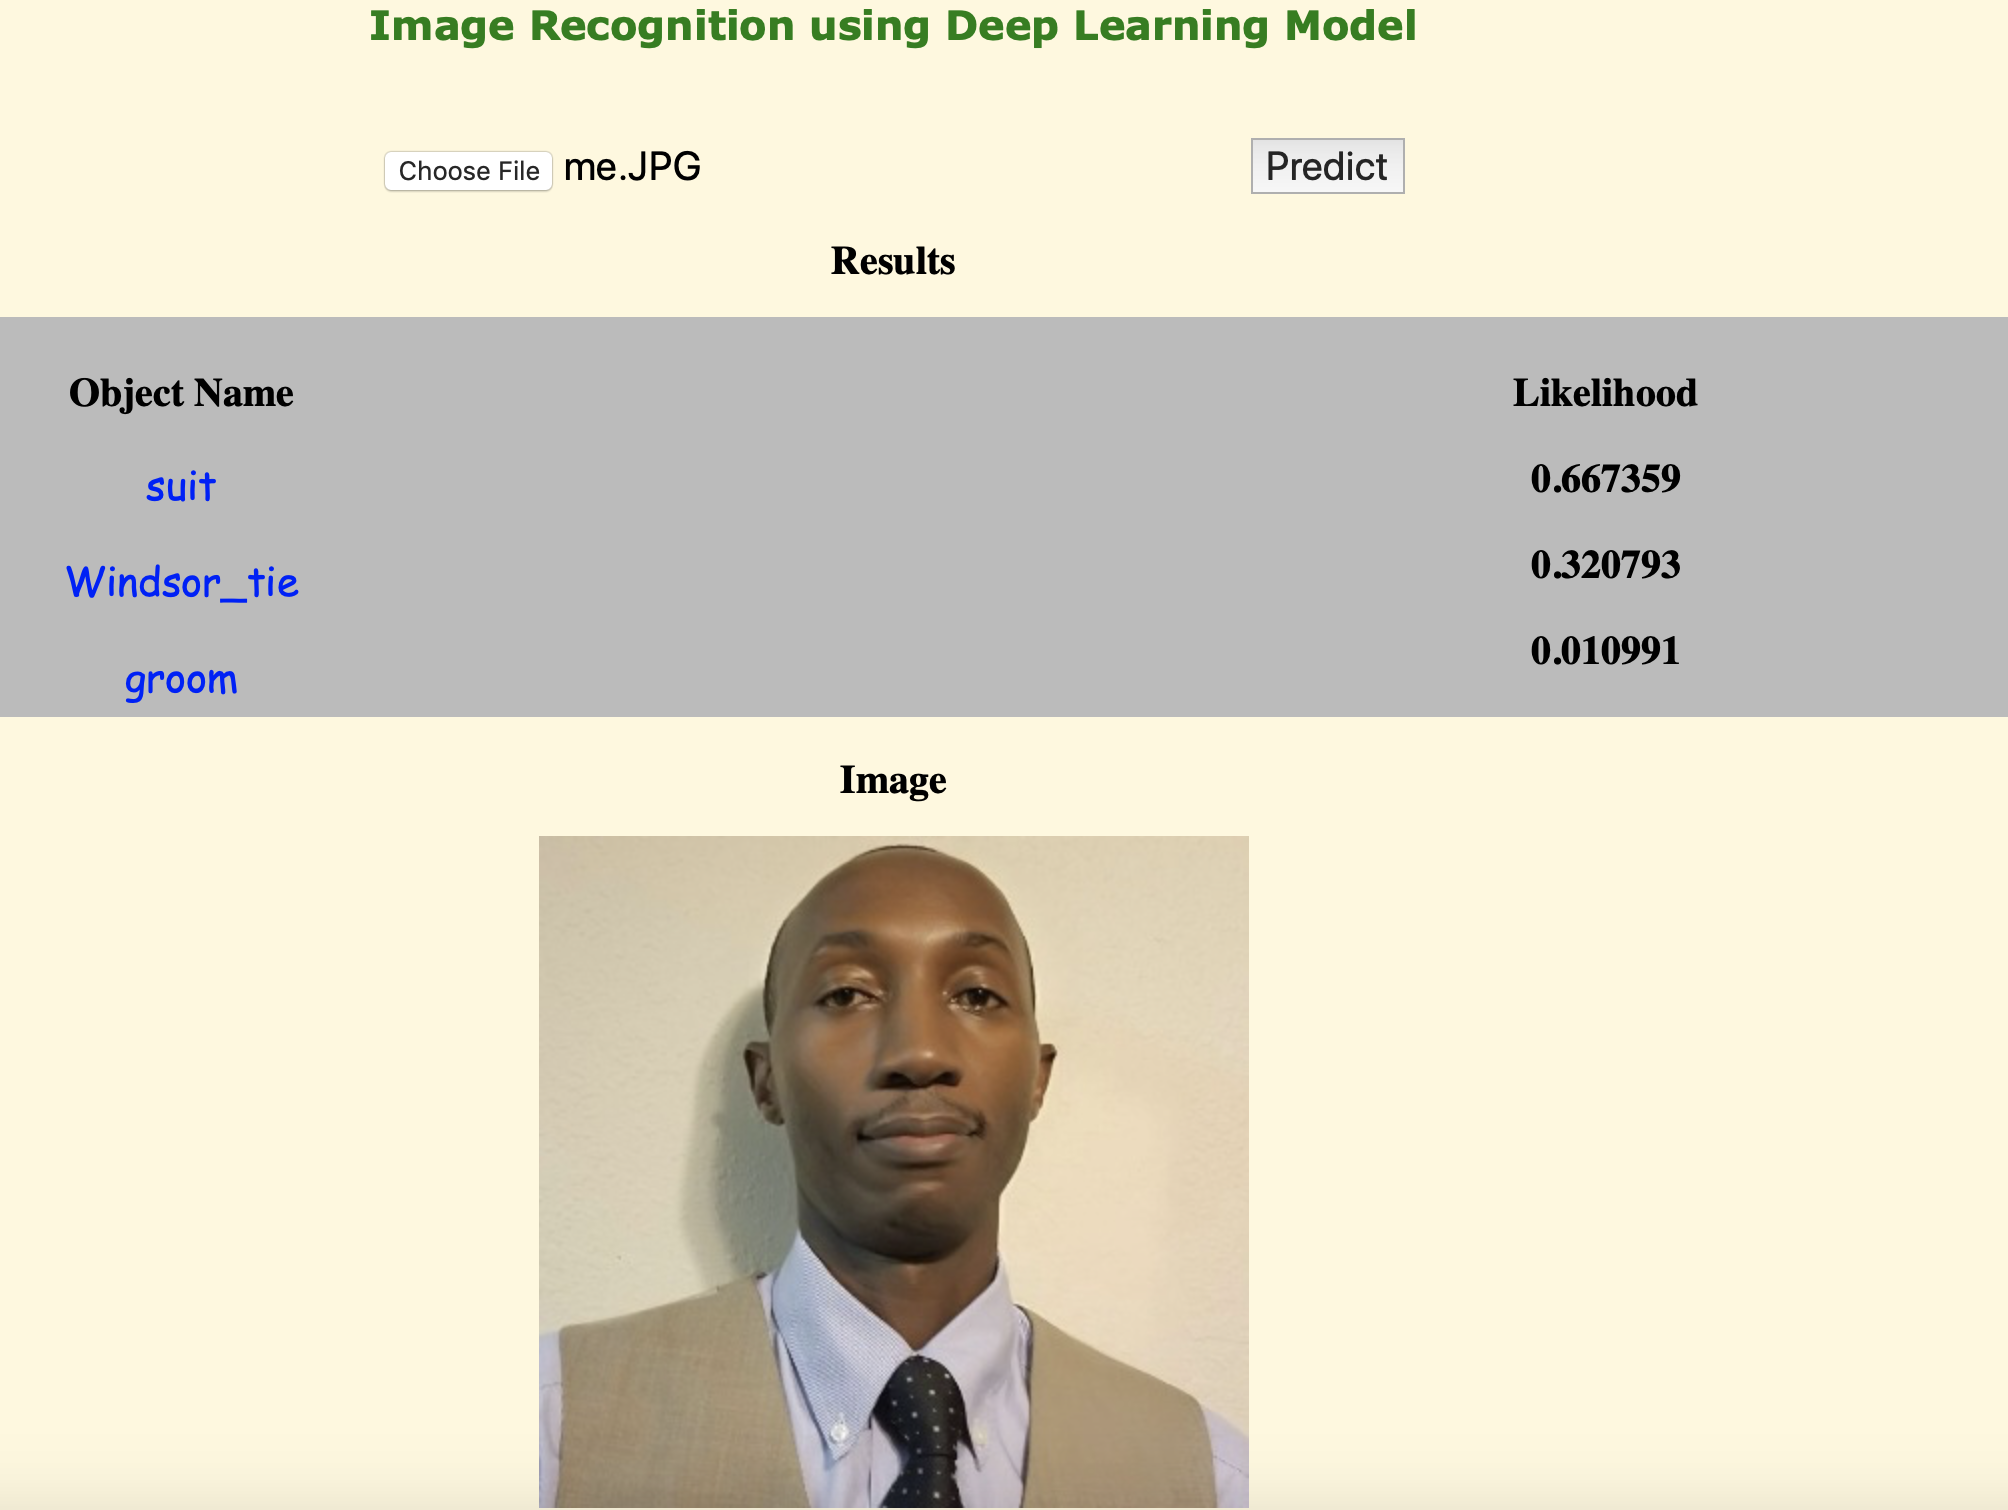 Image Recognition using Deep Learning Model
Choose File me.JPG Predict
Results
Object Name Likelihood
suit 0.667359
Windsor_tie 0.320793
groom 0.010991
Image